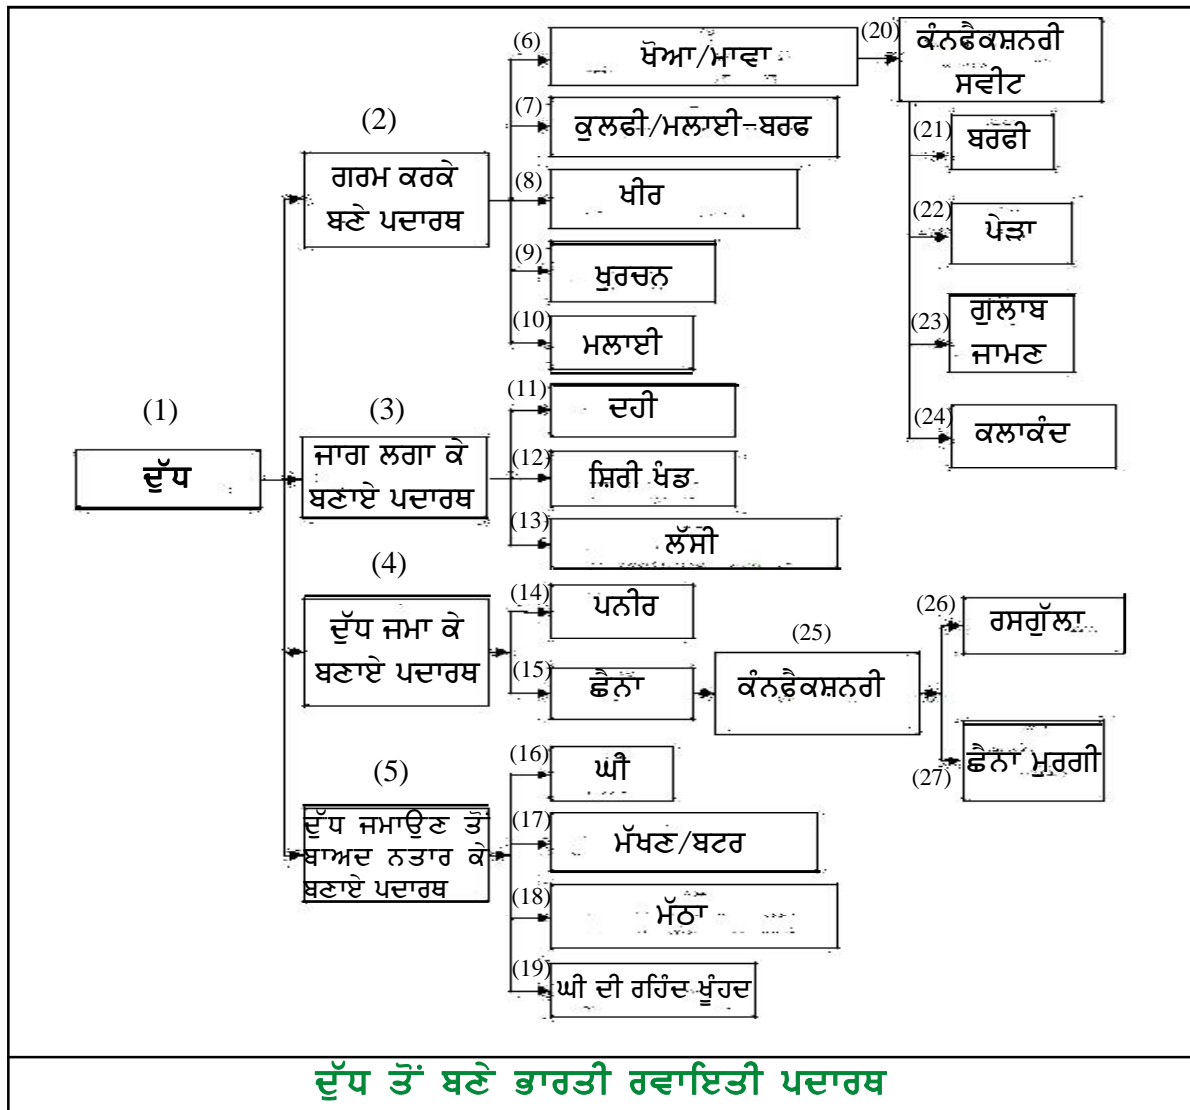 (1)
ਦੁੱਧ
(2)
ਗਰਮ ਕਰਕੇ
ਬਣੇ ਪਦਾਰਥ
(3)
ਜਾਗ ਲਗਾ ਕੇ
ਬਣਾਏ ਪਦਾਰਥ
(4)
ਦੁੱਧ ਜਮਾ ਕੇ
ਬਣਾਏ ਪਦਾਰਥ
(5)
ਦੁੱਧ ਜਮਾਉਣ ਤੋਂ
ਬਾਅਦ ਨਤਾਰ ਕੇ
ਬਣਾਏ ਪਦਾਰਥ
(6)
ਖੋਆ/ਮਾਵਾ
(7)
ਕੁਲਫੀ/ਮਲਾਈ-ਬਰਫ
(8)
ਖੀਰ
(9)
ਖੁਰਚਨ
(10)
ਮਲਾਈ
(11)
ਦਹੀ
(12)
ਸ਼ਿਰੀ ਖੰਡ
(13)
ਲੱਸੀ
(14)
ਪਨੀਰ
(15)
ਛੈਨਾ
(16)
ਘੀ
(17)
ਮੱਖਣ/ਬਟਰ
(18)
ਮੱਠਾ
(19)
ਘੀ ਦੀ ਰਹਿੰਦ ਖੂੰਹਦ
(20)
ਕੰਨਫੈਕਸ਼ਨਰੀ
ਸਵੀਟ
(21)
ਬਰਫੀ
(22)
ਪੇੜਾ
(23)
ਗੁਲਾਬ
ਜਾਮਣ
(24)
ਕਲਾਕੰਦ
(25)
ਕੰਨਫੈਕਸ਼ਨਰੀ
(26)
ਰਸਗੁੱਲਾ
(27)
ਛੈਨਾ ਮੁਰਗੀ
ਦੁੱਧ ਤੋਂ ਬਣੇ ਭਾਰਤੀ ਰਵਾਇਤੀ ਪਦਾਰਥ